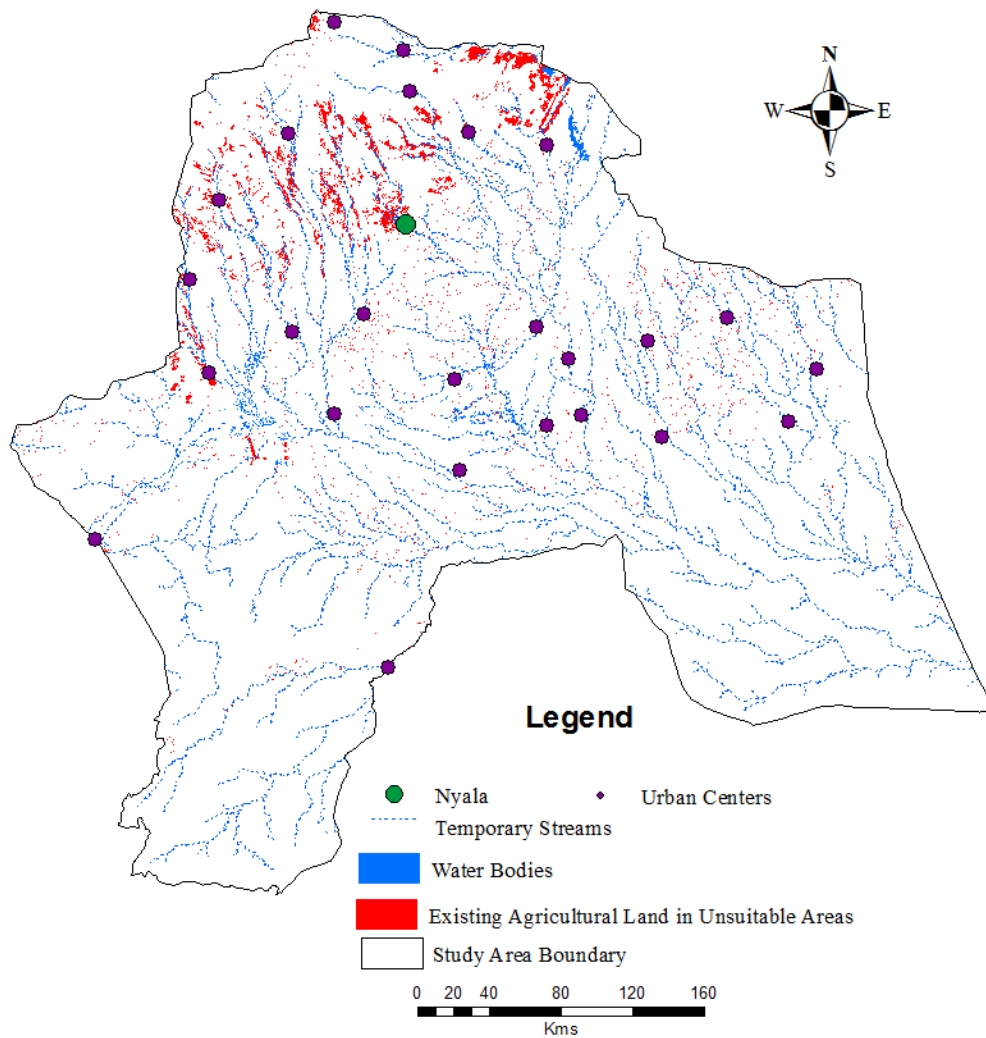 N
W E
S
Legend
Nyala Urban Centers
Temporary Streams
Water Bodies
Existing Agricultural Land in Unsuitable Areas
Study Area Boundary
0 20 40 80 120 160
Kms